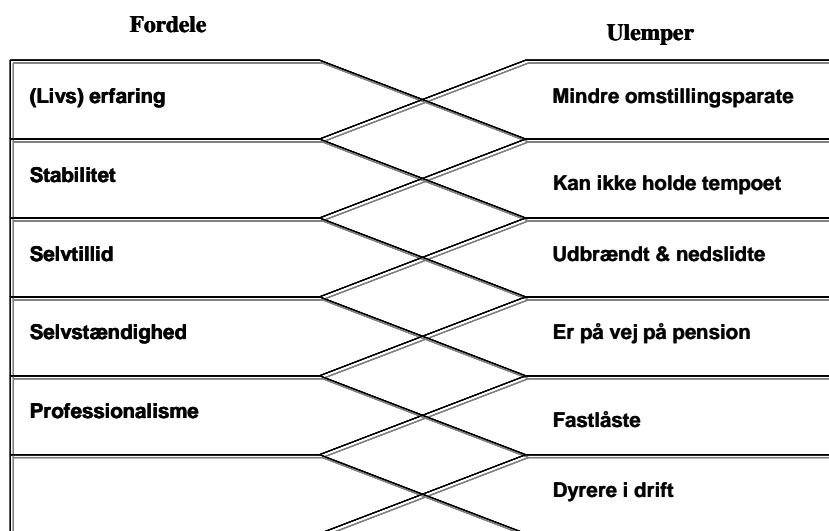 Fordele
Ulemper
(Livs) erfaring
Mindre omstillingsparate
Stabilitet
Kan ikke holde tempoet
Selvtillid
Udbrændt & nedslidte
Selvstændighed
Er på vej på pension
Professionalisme
Fastlåste
Dyrere i drift